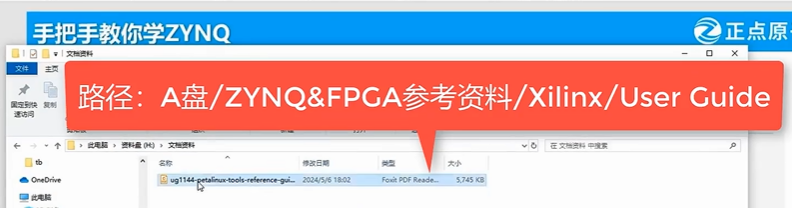 手把手教你学ZYNQ
正点原
文档资料
文件
主页
路径：A盘/ZYNQ&FPGA参考资料/Xilinx/User Guide
固定到快速访问
复制
此电脑 > 资料盘 (H:) > 文档资料
在 文档资料 中搜索
tb
名称
修改日期
类型
大小
OneDrive
ug1144-petalinux-tools-reference-gui...
2024/5/6 18:02
Foxit PDF Reade...
5,745 KB
此电脑